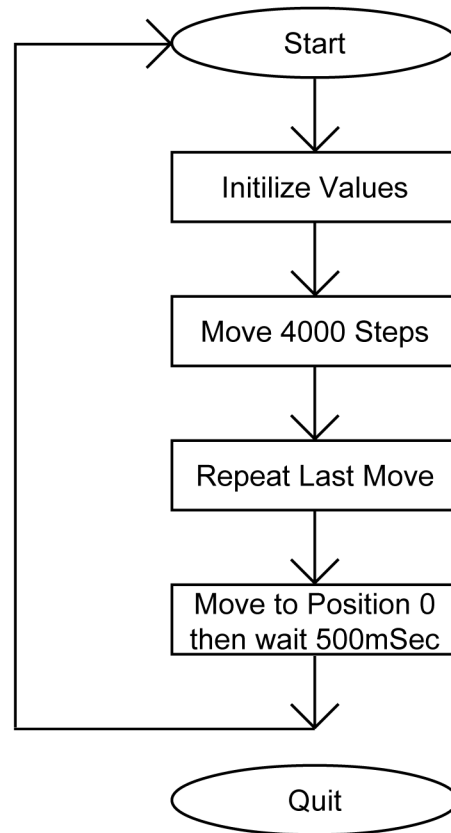 Start
Initilize Values
Move 4000 Steps
Repeat Last Move
Move to Position 0
then wait 500mSec
Quit